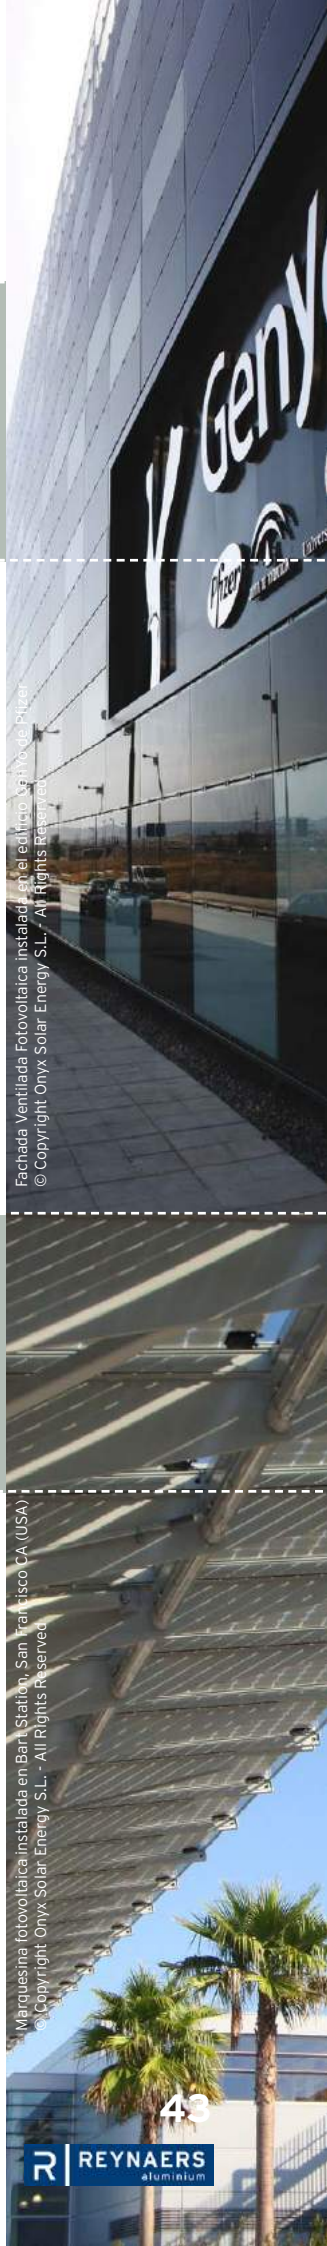 Geny
Pfizer
Fachada Ventilada Fotovoltaica instalada en el edificio GenYo de Pfizer
© Copyright Onyx Solar Energy S.L. - All Rights Reserved
Marquesina fotovoltaica instalada en Bart Station, San Francisco CA (USA)
© Copyright Onyx Solar Energy S.L. - All Rights Reserved
43
R REYNAERS
aluminium